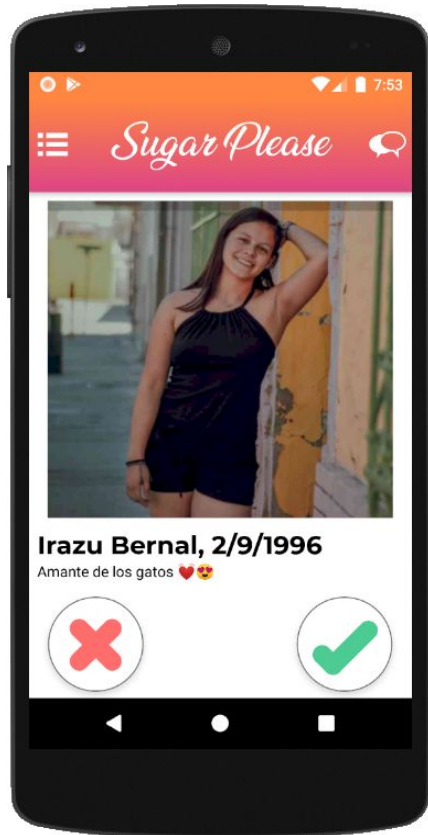 7:53
Sugar Please
Irazu Bernal, 2/9/1996
Amante de los gatos ❤️😍